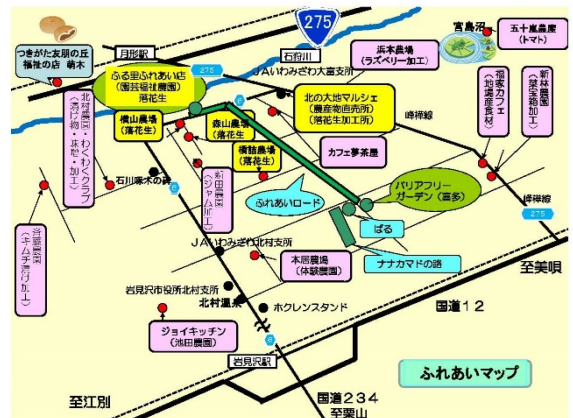 275
宮島沼
五十嵐農産
(トマト)
つきがた友朋の丘
福祉の店 萌木
月形駅
石狩川
JAいわみざわ大富支所
浜本農場
(ラズベリー加工)
ふる里ふれあい店
(園芸福祉農園)
落花生
275
北の大地マルシェ
(農産物直売所)
(落花生加工所)
福家カフェ
(地場産食材)
新林農園
(菜宝箱加工)
峰樺線
北村農園・わくわくクラブ
(漬け物・味噌・加工)
横山農場
(落花生)
森山農場
(落花生)
横詰農場
(落花生)
カフェ夢茶屋
石川啄木の碑
新田農園
(ジャム加工)
ふれあいロード
バリアフリー
ガーデン(喜多)
峰樺線
275
ぱる
ナナカマドの路
農園
(キムチ漬け加工)
JAいわみざわ北村支所
本居農場
(体験農園)
至美唄
岩見沢市役所北村支所
北村温泉
ホクレンスタンド
国道12
ジョイキッチン
(池田農園)
岩見沢駅
ふれあいマップ
至江別
国道234
至栗山